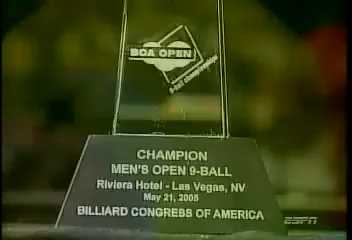 BCA OPEN
9-ball championships
CHAMPION
MEN'S OPEN 9-BALL
Riviera Hotel - Las Vegas, NV
May 21, 2005
BILLIARD CONGRESS OF AMERICA
ESPN